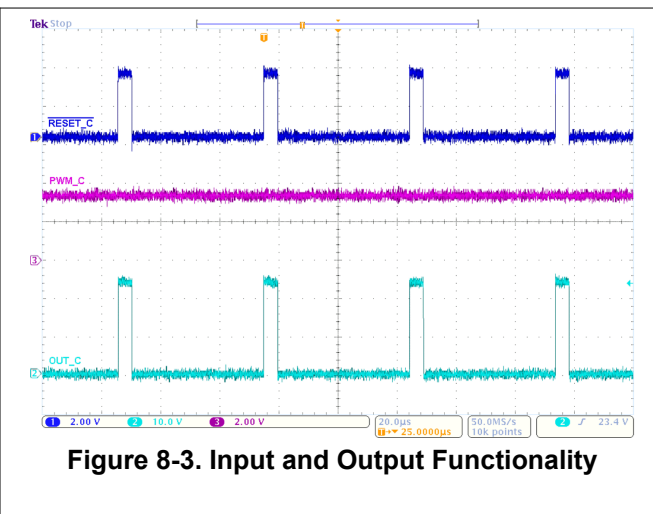 Tek Stop
T
RESET_C
1
PWM_C
3
OUT_C
2
1 2.00 V 2 10.0 V 3 2.00 V
20.0µs
T→▼ 25.0000µs
50.0MS/s
10k points
2 ∫ 23.4 V
Figure 8-3. Input and Output Functionality